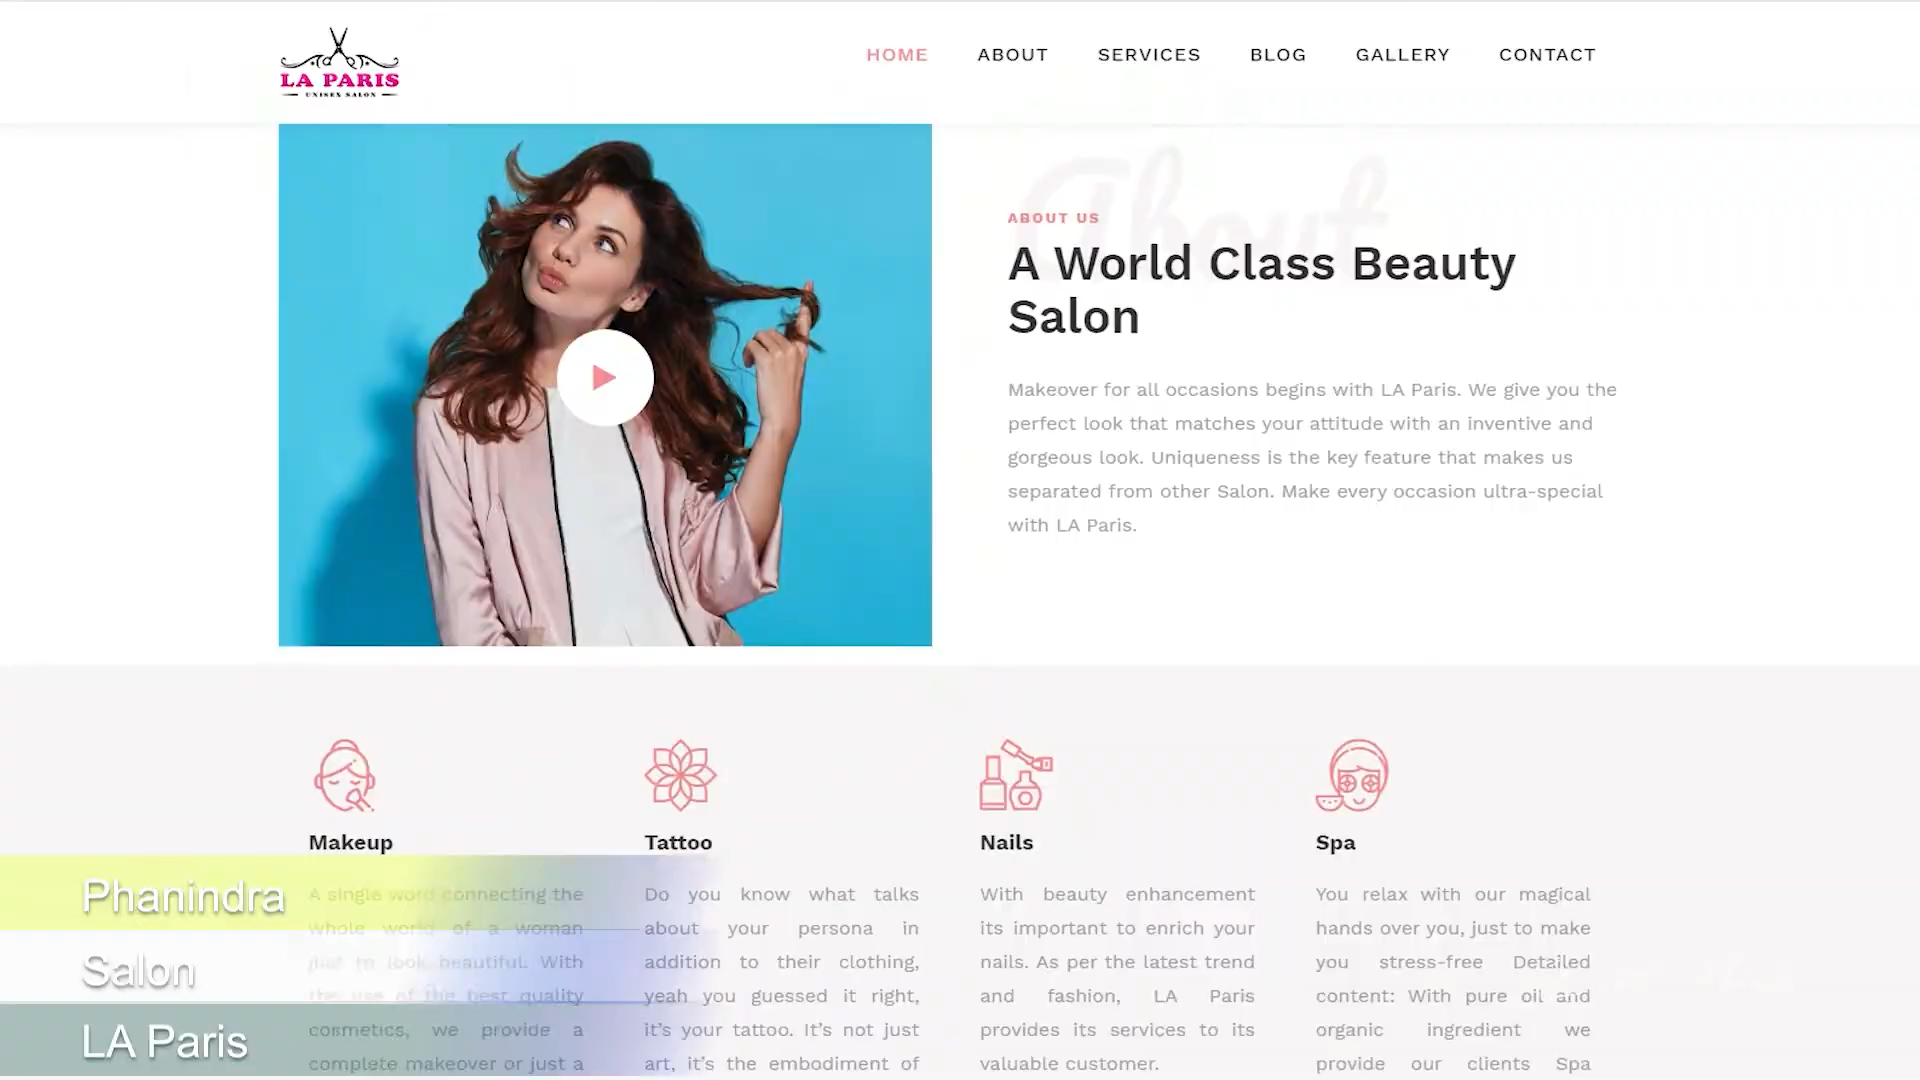 LA PARIS
UNISEX SALON
HOME ABOUT SERVICES BLOG GALLERY CONTACT
About
ABOUT US
A World Class Beauty
Salon
Makeover for all occasions begins with LA Paris. We give you the
perfect look that matches your attitude with an inventive and
gorgeous look. Uniqueness is the key feature that makes us
separated from other Salon. Make every occasion ultra-special
with LA Paris.
Makeup
A single word connecting the
whole world of a woman
just to look beautiful. With
the use of the best quality
cosmetics, we provide a
complete makeover or just a
Tattoo
Do you know what talks
about your persona in
addition to their clothing,
yeah you guessed it right,
it's your tattoo. It's not just
art, it's the embodiment of
Nails
With beauty enhancement
its important to enrich your
nails. As per the latest trend
and fashion, LA Paris
provides its services to its
valuable customer.
Spa
You relax with our magical
hands over you, just to make
you stress-free Detailed
content: With pure oil and
organic ingredient we
provide our clients Spa
Phanindra
Salon
LA Paris